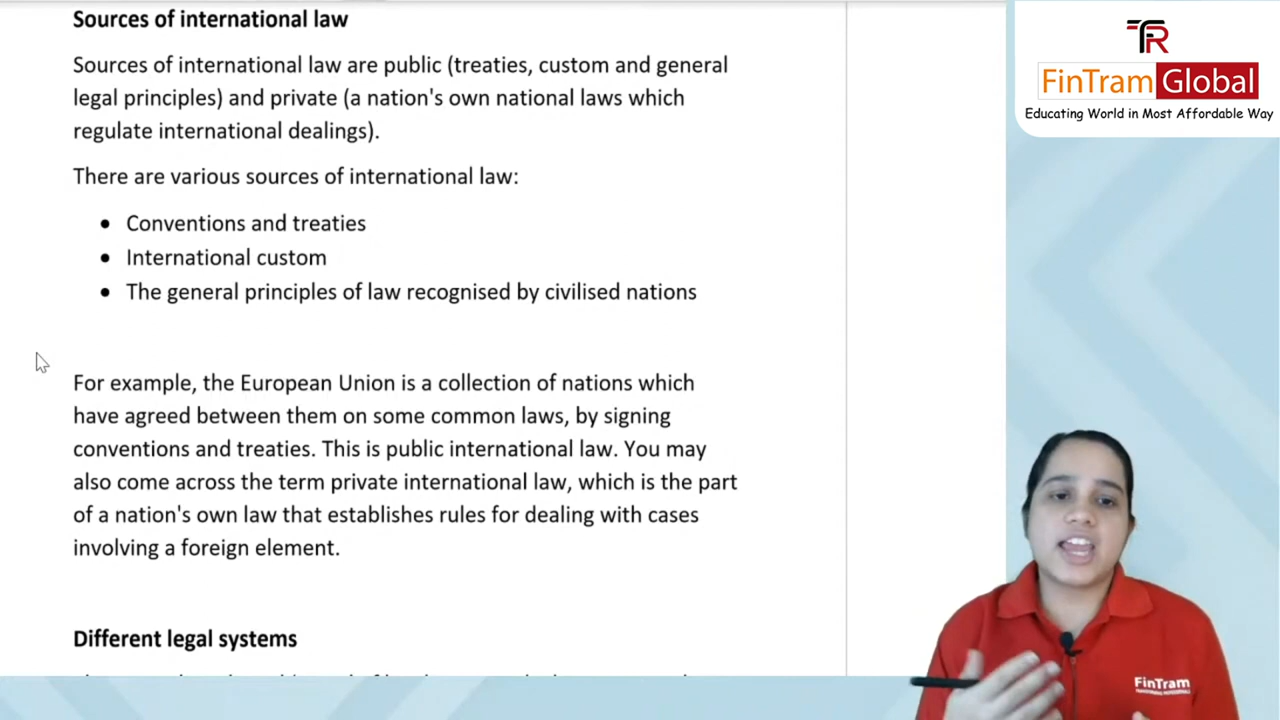 Sources of international law
Sources of international law are public (treaties, custom and general
legal principles) and private (a nation's own national laws which
regulate international dealings).
There are various sources of international law:
• Conventions and treaties
• International custom
• The general principles of law recognised by civilised nations
For example, the European Union is a collection of nations which
have agreed between them on some common laws, by signing
conventions and treaties. This is public international law. You may
also come across the term private international law, which is the part
of a nation's own law that establishes rules for dealing with cases
involving a foreign element.
Different legal systems
FinTram Global
Educating World in Most Affordable Way
FinTram